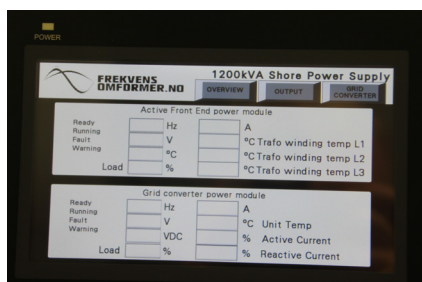 POWER
FREKVENS
OMFORMER.NO
1200kVA Shore Power Supply
OVERVIEW OUTPUT GRID CONVERTER
Active Front End power module
Ready Hz A
Running
Fault V °C Trafo winding temp L1
Warning
°C °C Trafo winding temp L2
Load % °C Trafo winding temp L3
Grid converter power module
Ready Hz A
Running
Fault V °C Unit Temp
Warning
VDC % Active Current
Load % % Reactive Current